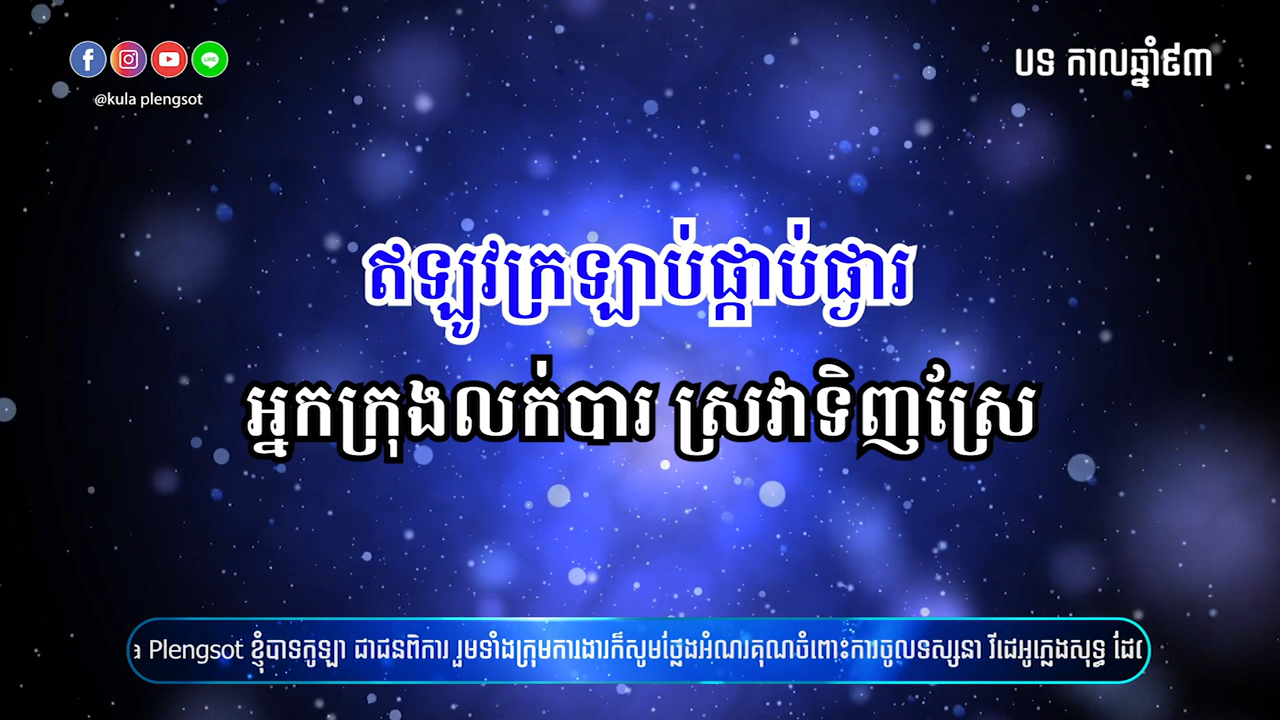 បទ កាលឆ្នាំ៩៣
@kula plengsot
ឥឡូវក្រឡាប់ផ្កាប់ផ្ងារ
អ្នកក្រុងលក់បារ ស្រវាទិញស្រែ
Plengsot ខ្ញុំបាទកូឡា ជាជនពិការ រួមទាំងក្រុមការងារក៏សូមថ្លែងអំណរគុណចំពោះការចូលទស្សនា វីដេអូភ្លេងសុទ្ធ